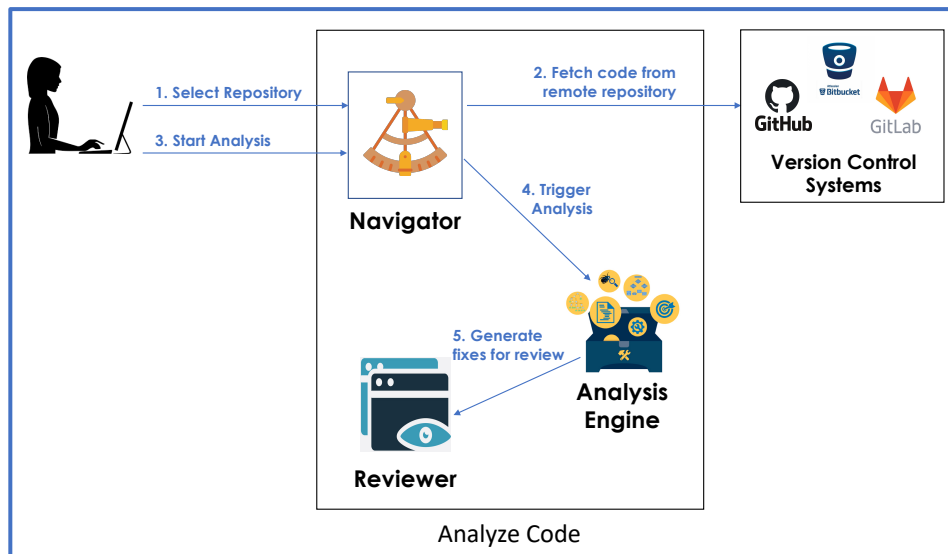 1. Select Repository
2. Fetch code from
remote repository
3. Start Analysis
GitHub
Bitbucket
GitLab
Version Control
Systems
Navigator
4. Trigger
Analysis
5. Generate
fixes for review
Analysis
Engine
Reviewer
Analyze Code